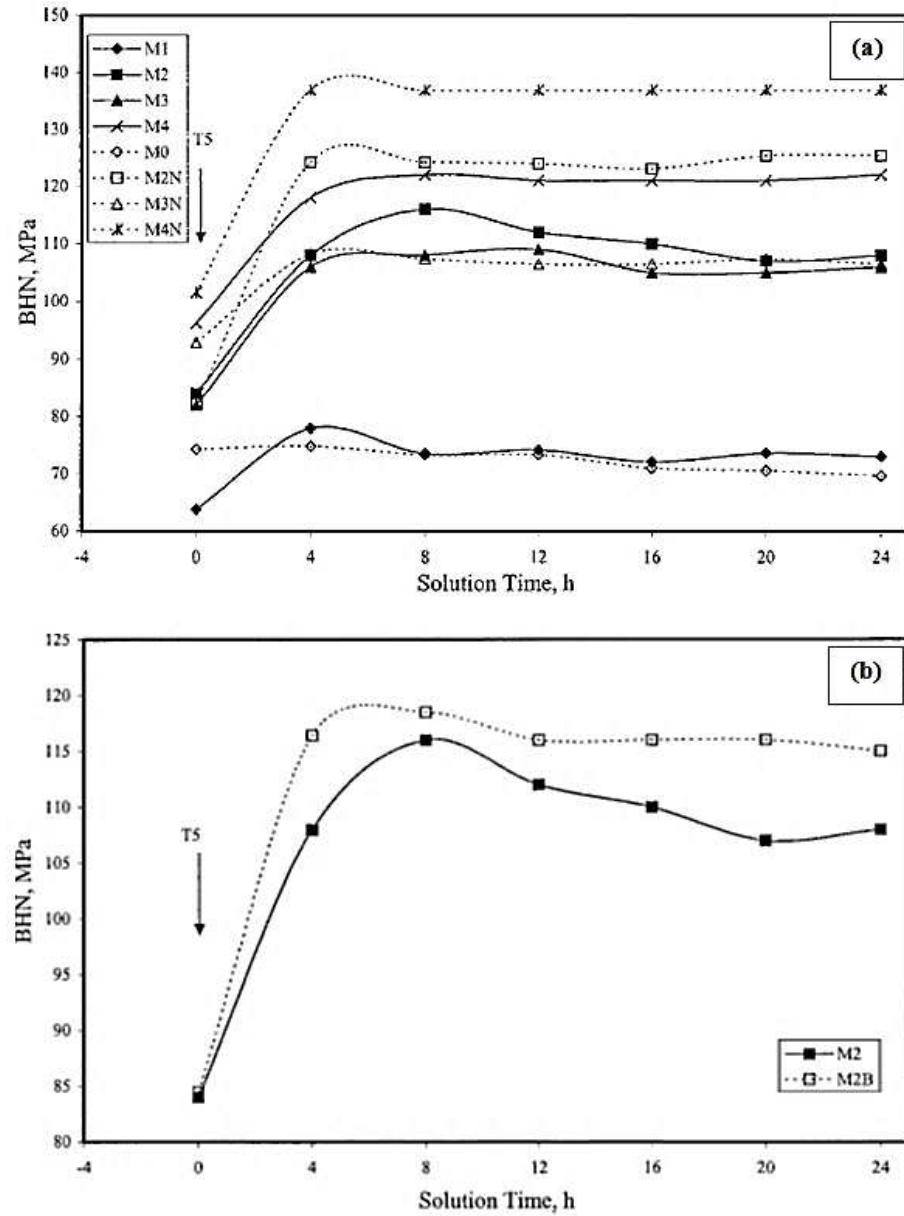 (a)
150
140
130
120
110
100
90
80
70
60
BHN, MPa
M1
M2
M3
M4
M0
M2N
M3N
M4N
T5
-4 0 4 8 12 16 20 24
Solution Time, h
(b)
125
120
115
110
105
100
95
90
85
80
BHN, MPa
T5
M2
M2B
-4 0 4 8 12 16 20 24
Solution Time, h